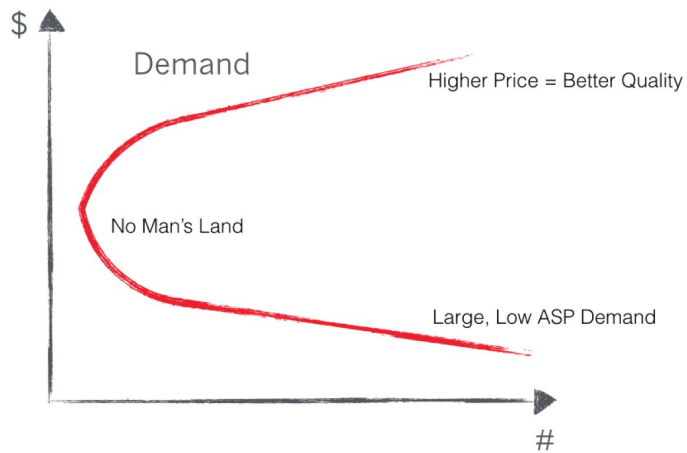 $
Demand
Higher Price = Better Quality
No Man's Land
Large, Low ASP Demand
#